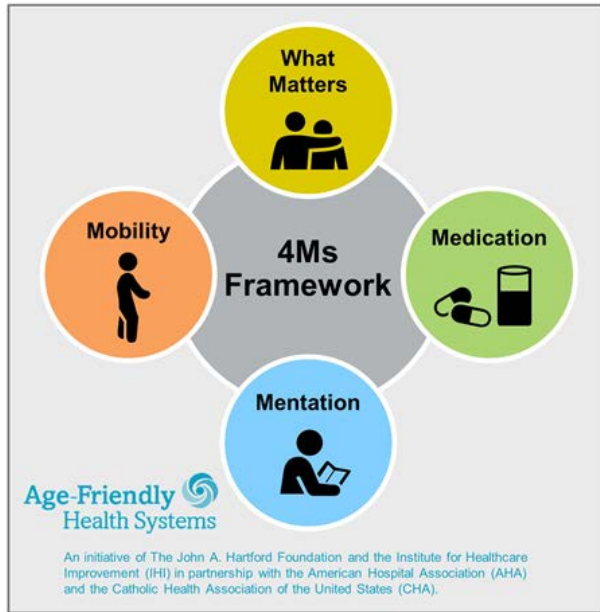 What
Matters
Mobility
4Ms
Framework
Medication
Mentation
Age-Friendly
Health Systems
An initiative of The John A. Hartford Foundation and the Institute for Healthcare
Improvement (IHI) in partnership with the American Hospital Association (AHA)
and the Catholic Health Association of the United States (CHA).